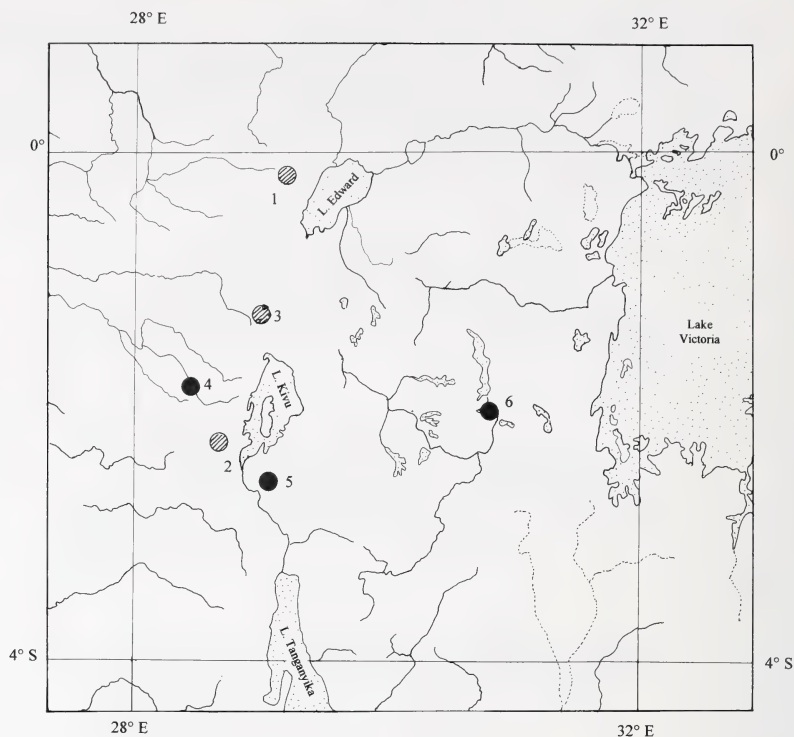 28° E
32° E
0°
0°
1
L. Edward
3
Lake
Victoria
4
L. Kivu
6
2
5
4° S
L. Tanganyika
4° S
28° E
32° E